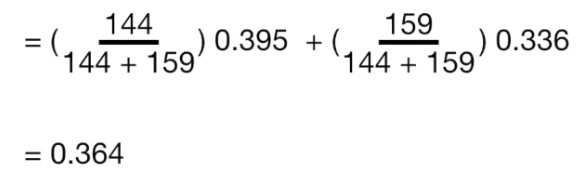 = ( 144 / 144 + 159 ) 0.395 + ( 159 / 144 + 159 ) 0.336
= 0.364